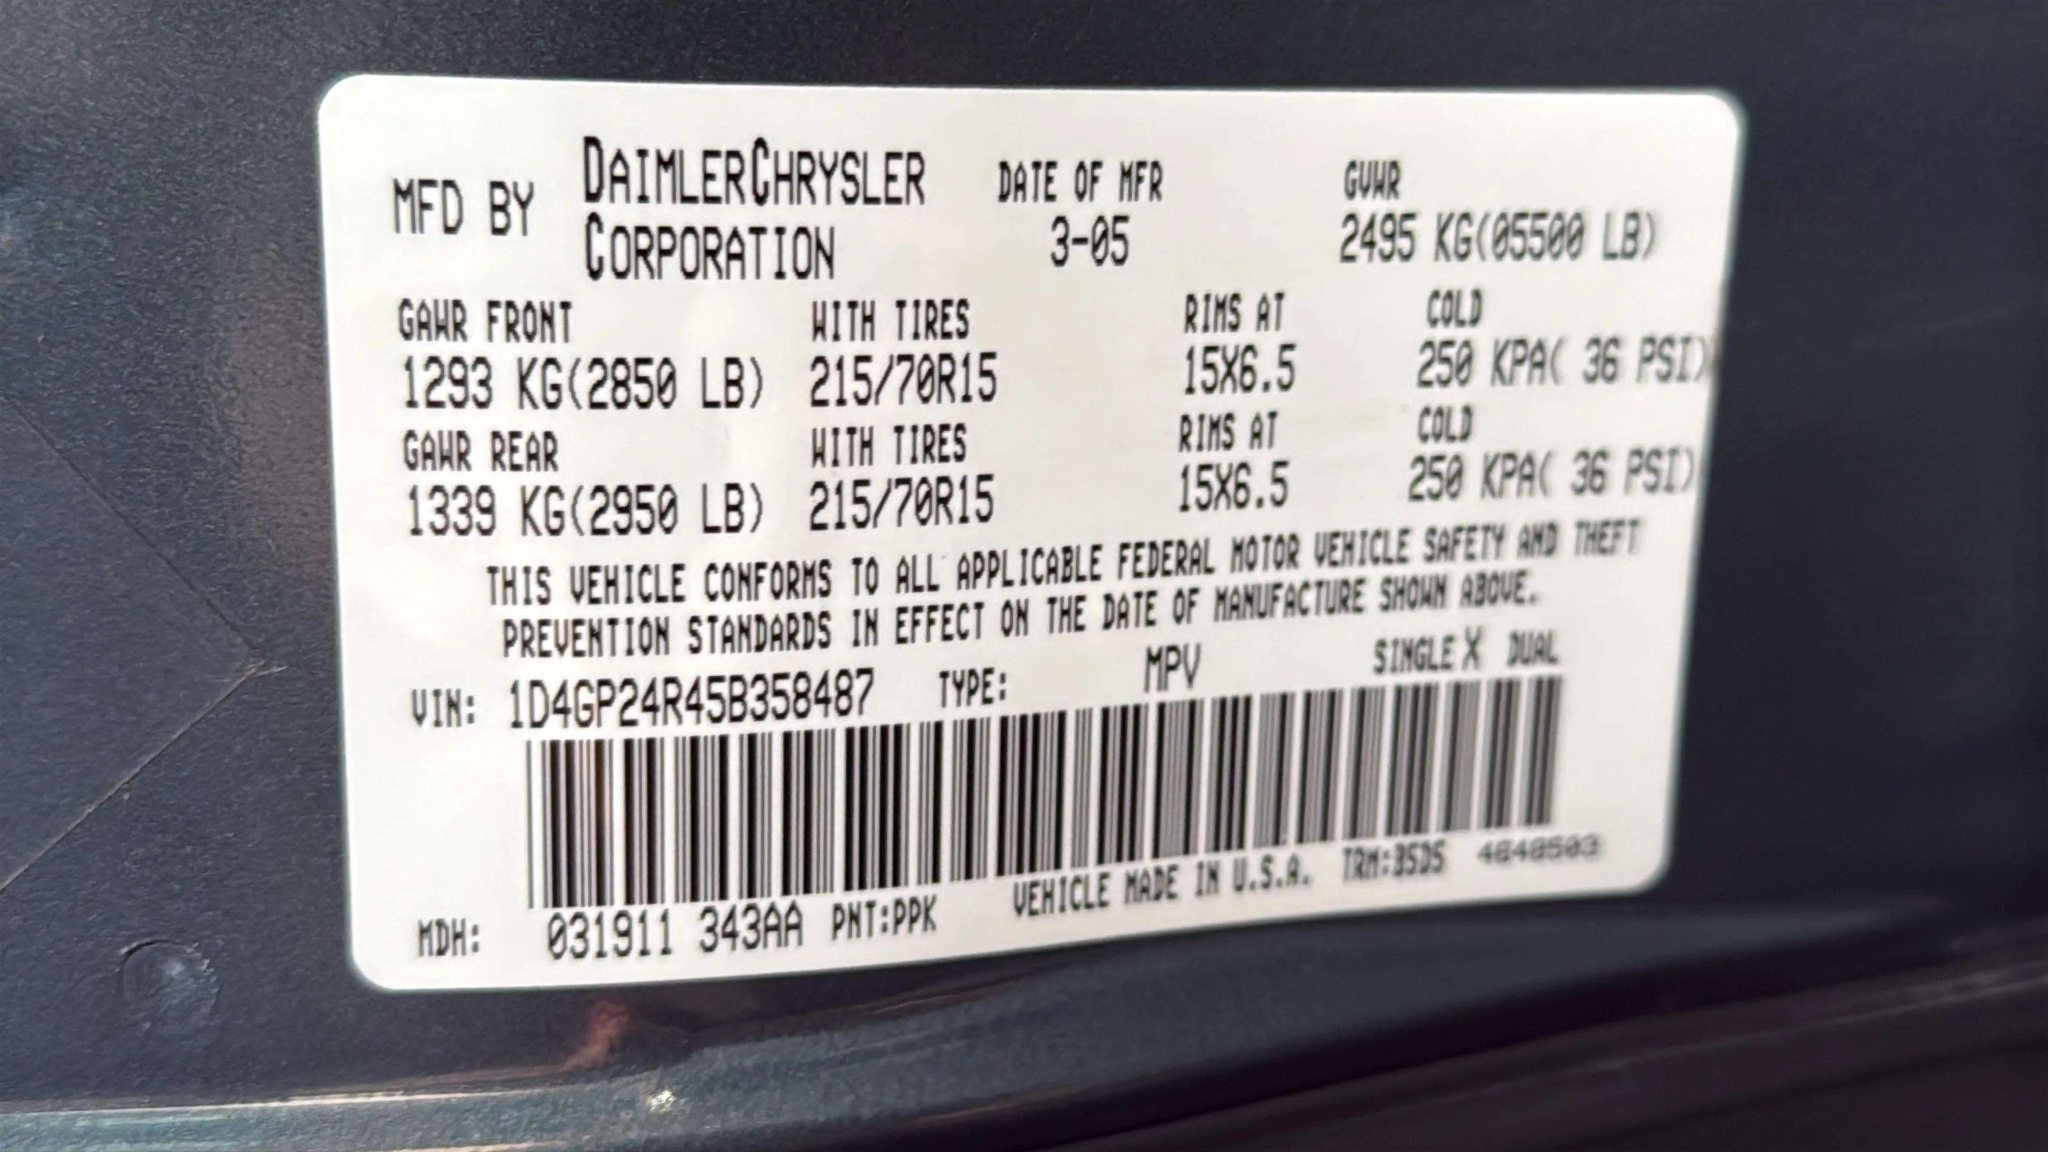 MFD BY DAIMLERCHRYSLER CORPORATION DATE OF MFR 3-05 GVWR 2495 KG(05500 LB)
GAWR FRONT WITH TIRES RIMS AT COLD
1293 KG(2850 LB) 215/70R15 15X6.5 250 KPA( 36 PSI)
GAWR REAR WITH TIRES RIMS AT COLD
1339 KG(2950 LB) 215/70R15 15X6.5 250 KPA( 36 PSI)
THIS VEHICLE CONFORMS TO ALL APPLICABLE FEDERAL MOTOR VEHICLE SAFETY AND THEFT
PREVENTION STANDARDS IN EFFECT ON THE DATE OF MANUFACTURE SHOWN ABOVE.
VIN: 1D4GP24R45B358487 TYPE: MPV SINGLE X DUAL
MDH: 031911 343AA PNT:PPK VEHICLE MADE IN U.S.A. TRM:B5D5 4648503